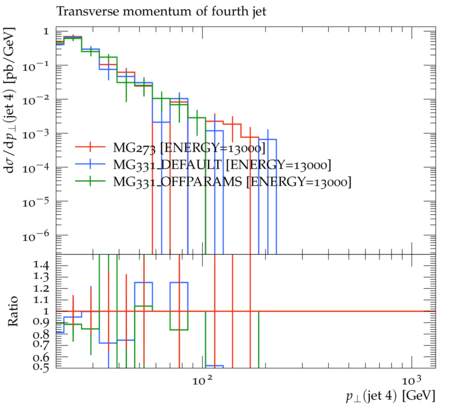 Transverse momentum of fourth jet
dσ/dp⊥(jet 4) [pb/GeV]
1
10⁻¹
10⁻²
10⁻³
10⁻⁴
10⁻⁵
10⁻⁶
MG273 [ENERGY=13000]
MG331_DEFAULT [ENERGY=13000]
MG331_OFFPARAMS [ENERGY=13000]
Ratio
1.4
1.3
1.2
1.1
1
0.9
0.8
0.7
0.6
0.5
10² 10³
p⊥(jet 4) [GeV]